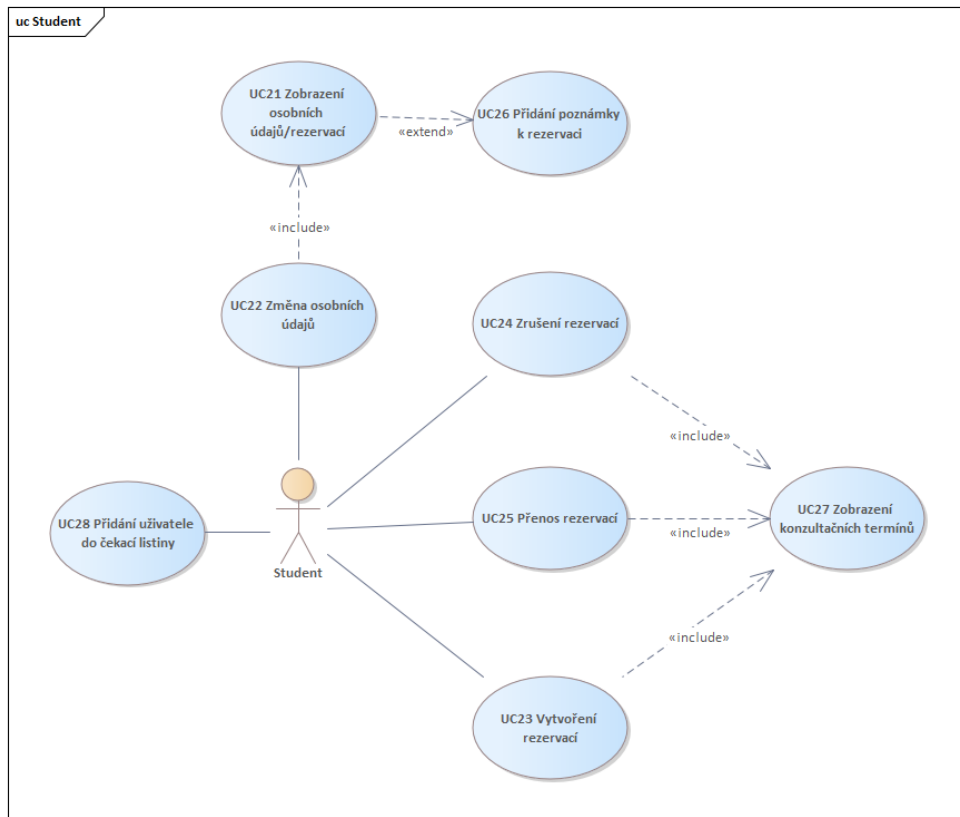 uc Student
UC21 Zobrazení
osobních
údajů/rezervací
UC26 Přidání poznámky
k rezervaci
«extend»
«include»
UC22 Změna osobních
údajů
UC24 Zrušení rezervací
«include»
UC28 Přidání uživatele
do čekací listiny
Student
UC25 Přenos rezervací
«include»
UC27 Zobrazení
konzultačních termínů
«include»
UC23 Vytvoření
rezervací